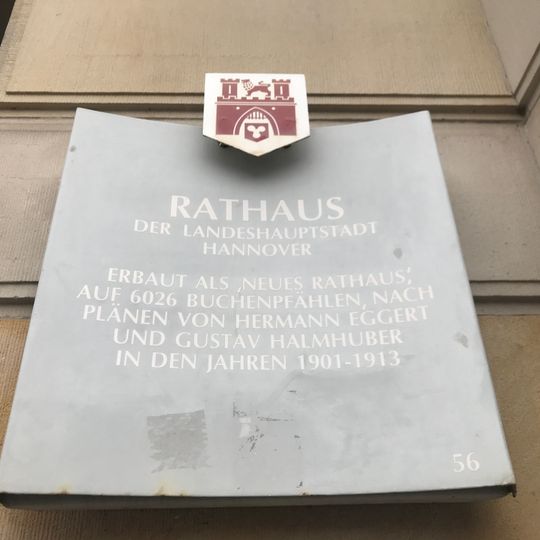 RATHAUS
DER LANDESHAUPTSTADT
HANNOVER
ERBAUT ALS ‚NEUES RATHAUS‘,
AUF 6026 BUCHENPFÄHLEN, NACH
PLÄNEN VON HERMANN EGGERT
UND GUSTAV HALMHUBER
IN DEN JAHREN 1901-1913
56